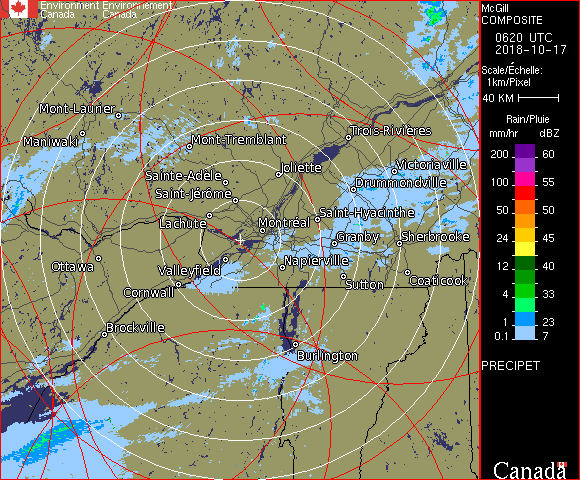 Environment Environnement
Canada Canada
McGill
COMPOSITE
0620 UTC
2018-10-17
Scale/Échelle:
1km/Pixel
40 KM
Rain/Pluie
mm/hr dBZ
200 60
100 55
50 50
24 45
12 40
4 33
1 23
0.1 7
PRECIPET
Canada
Mont-Laurier
Maniwaki
Mont-Tremblant
Trois-Rivières
Joliette
Victoriaville
Sainte-Adèle
Drummondville
Saint-Jérôme
Lachute
Saint-Hyacinthe
Montréal
Granby
Sherbrooke
Ottawa
Valleyfield
Napierville
Cornwall
Sutton
Coaticook
Brockville
Burlington